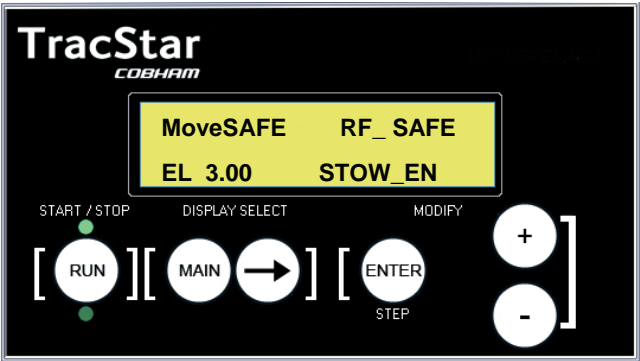 TracStar
COBHAM
MoveSAFE RF_ SAFE
EL 3.00 STOW_EN
START / STOP DISPLAY SELECT MODIFY
RUN MAIN ENTER +
STEP -